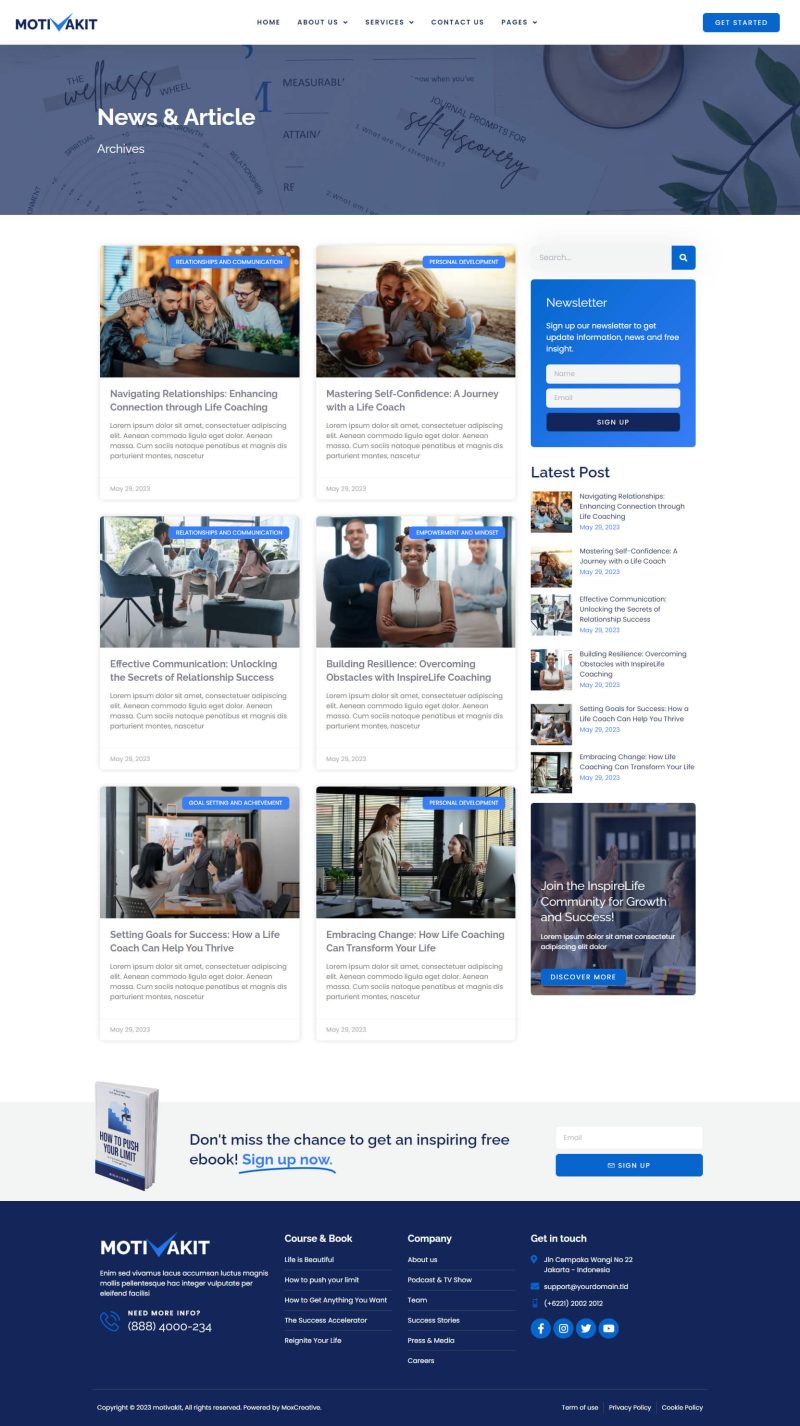 MOTIVAKIT
HOME
ABOUT US
SERVICES
CONTACT US
PAGES
GET STARTED
THE
wellness
WHEEL
MEASURABL
now when you've
JOURNAL PROMPTS FOR
self-discovery
ATTAIN
1. What are my strengths?
SPIRITUAL
RELATIONSHIPS
RE
2. What am I
News & Article
Archives
RELATIONSHIPS AND COMMUNICATION
Navigating Relationships: Enhancing
Connection through Life Coaching
Lorem ipsum dolor sit amet, consectetuer adipiscing
elit. Aenean commodo ligula eget dolor. Aenean
massa. Cum sociis natoque penatibus et magnis dis
parturient montes, nascetur
May 29, 2023
PERSONAL DEVELOPMENT
Mastering Self-Confidence: A Journey
with a Life Coach
Lorem ipsum dolor sit amet, consectetuer adipiscing
elit. Aenean commodo ligula eget dolor. Aenean
massa. Cum sociis natoque penatibus et magnis dis
parturient montes, nascetur
May 29, 2023
RELATIONSHIPS AND COMMUNICATION
Effective Communication: Unlocking
the Secrets of Relationship Success
Lorem ipsum dolor sit amet, consectetuer adipiscing
elit. Aenean commodo ligula eget dolor. Aenean
massa. Cum sociis natoque penatibus et magnis dis
parturient montes, nascetur
May 29, 2023
EMPOWERMENT AND MINDSET
Building Resilience: Overcoming
Obstacles with InspireLife Coaching
Lorem ipsum dolor sit amet, consectetuer adipiscing
elit. Aenean commodo ligula eget dolor. Aenean
massa. Cum sociis natoque penatibus et magnis dis
parturient montes, nascetur
May 29, 2023
GOAL SETTING AND ACHIEVEMENT
Setting Goals for Success: How a Life
Coach Can Help You Thrive
Lorem ipsum dolor sit amet, consectetuer adipiscing
elit. Aenean commodo ligula eget dolor. Aenean
massa. Cum sociis natoque penatibus et magnis dis
parturient montes, nascetur
May 29, 2023
PERSONAL DEVELOPMENT
Embracing Change: How Life Coaching
Can Transform Your Life
Lorem ipsum dolor sit amet, consectetuer adipiscing
elit. Aenean commodo ligula eget dolor. Aenean
massa. Cum sociis natoque penatibus et magnis dis
parturient montes, nascetur
May 29, 2023
Search...
Newsletter
Sign up our newsletter to get
update information, news and free
insight.
Name
Email
SIGN UP
Latest Post
Navigating Relationships:
Enhancing Connection through
Life Coaching
May 29, 2023
Mastering Self-Confidence: A
Journey with a Life Coach
May 29, 2023
Effective Communication:
Unlocking the Secrets of
Relationship Success
May 29, 2023
Building Resilience: Overcoming
Obstacles with InspireLife
Coaching
May 29, 2023
Setting Goals for Success: How a
Life Coach Can Help You Thrive
May 29, 2023
Embracing Change: How Life
Coaching Can Transform Your Life
May 29, 2023
Join the InspireLife
Community for Growth
and Success!
Lorem ipsum dolor sit amet consectetur
adipiscing elit dolor
DISCOVER MORE
HOW TO PUSH
YOUR LIMIT
Don't miss the chance to get an inspiring free
ebook! Sign up now.
Email
SIGN UP
MOTIVAKIT
Enim sed vivamus lacus accumsan luctus magnis
mollis pellentesque hac integer vulputate per
eleifend facilisi
NEED MORE INFO?
(888) 4000-234
Course & Book
Life is Beautiful
How to push your limit
How to Get Anything You Want
The Success Accelerator
Reignite Your Life
Company
About us
Podcast & TV Show
Team
Success Stories
Press & Media
Careers
Get in touch
Jln Cempaka Wangi No 22
Jakarta - Indonesia
support@yourdomain.tld
(+6221) 2002 2012
Copyright © 2023 motivakit, All rights reserved. Powered by MoxCreative.
Term of use
Privacy Policy
Cookie Policy